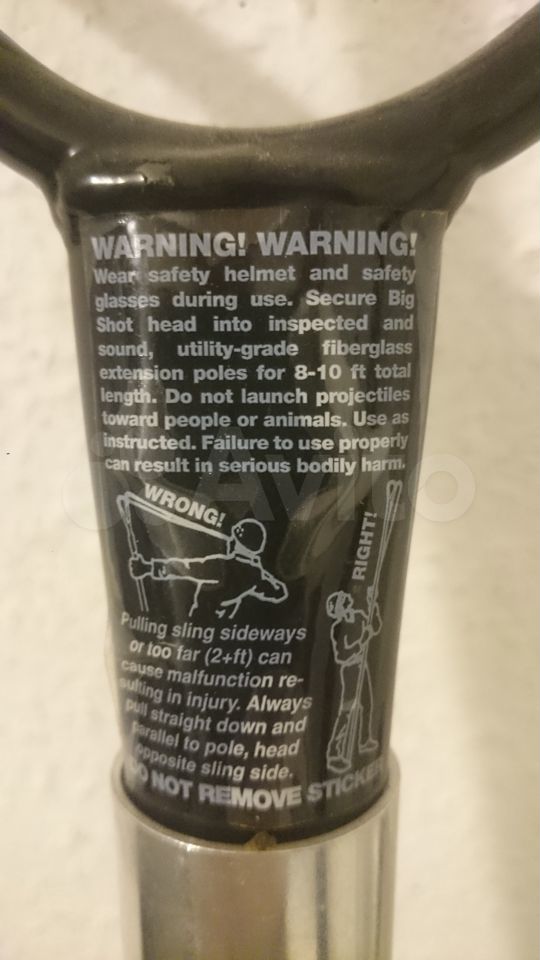 WARNING! WARNING!
Wear safety helmet and safety
glasses during use. Secure Big
Shot head into inspected and
sound, utility-grade fiberglass
extension poles for 8-10 ft total
length. Do not launch projectiles
toward people or animals. Use as
instructed. Failure to use properly
can result in serious bodily harm.
Avito
WRONG!
RIGHT!
Pulling sling sideways
or too far (2+ft) can
cause malfunction re-
sulting in injury. Always
pull straight down and
parallel to pole, head
opposite sling side.
DO NOT REMOVE STICKER